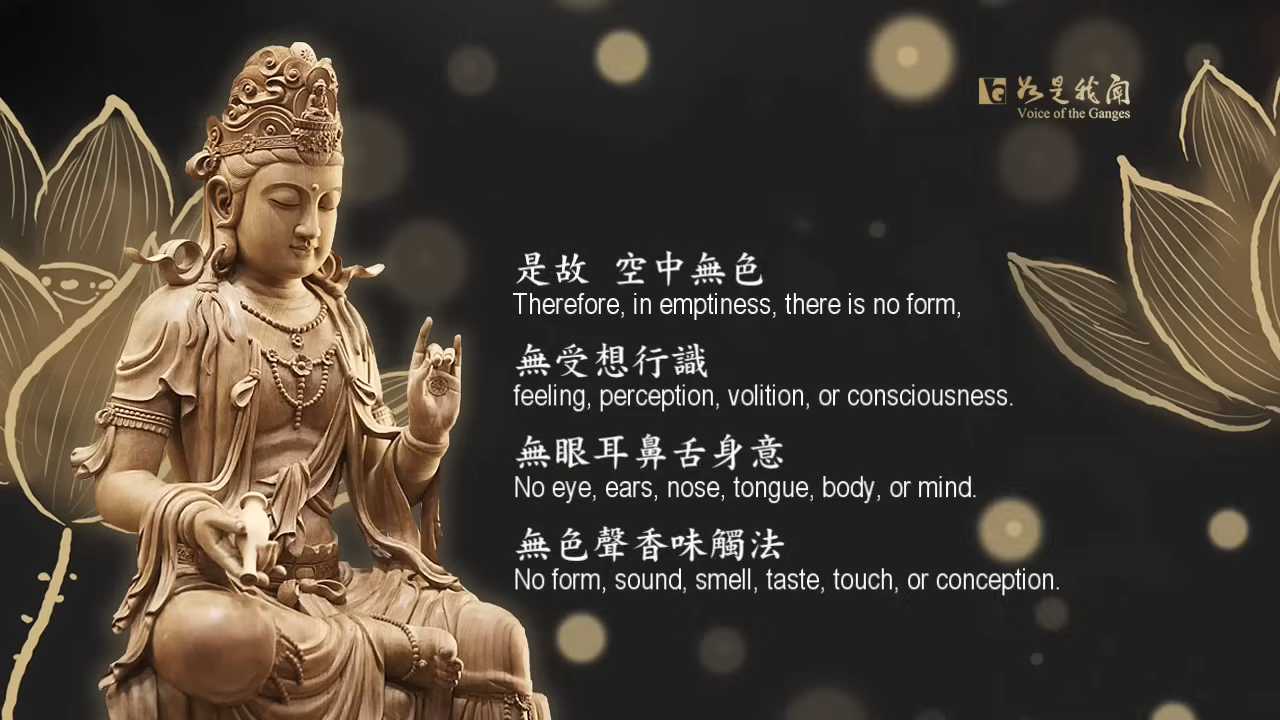 如是我聞
Voice of the Ganges
是故 空中無色
Therefore, in emptiness, there is no form,
無受想行識
feeling, perception, volition, or consciousness.
無眼耳鼻舌身意
No eye, ears, nose, tongue, body, or mind.
無色聲香味觸法
No form, sound, smell, taste, touch, or conception.